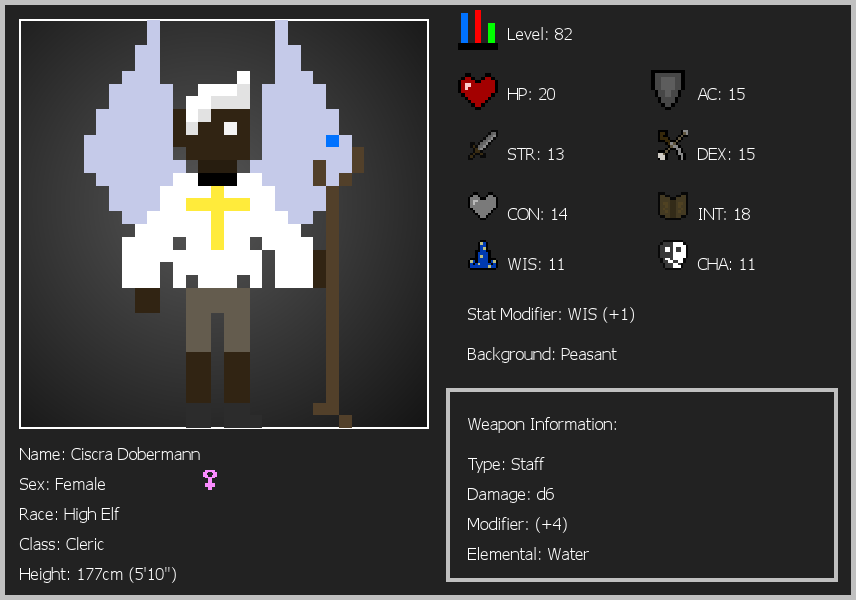 Level: 82
HP: 20
AC: 15
STR: 13
DEX: 15
CON: 14
INT: 18
WIS: 11
CHA: 11
Stat Modifier: WIS (+1)
Background: Peasant
Weapon Information:
Type: Staff
Damage: d6
Modifier: (+4)
Elemental: Water
Name: Ciscra Dobermann
Sex: Female
Race: High Elf
Class: Cleric
Height: 177cm (5'10")